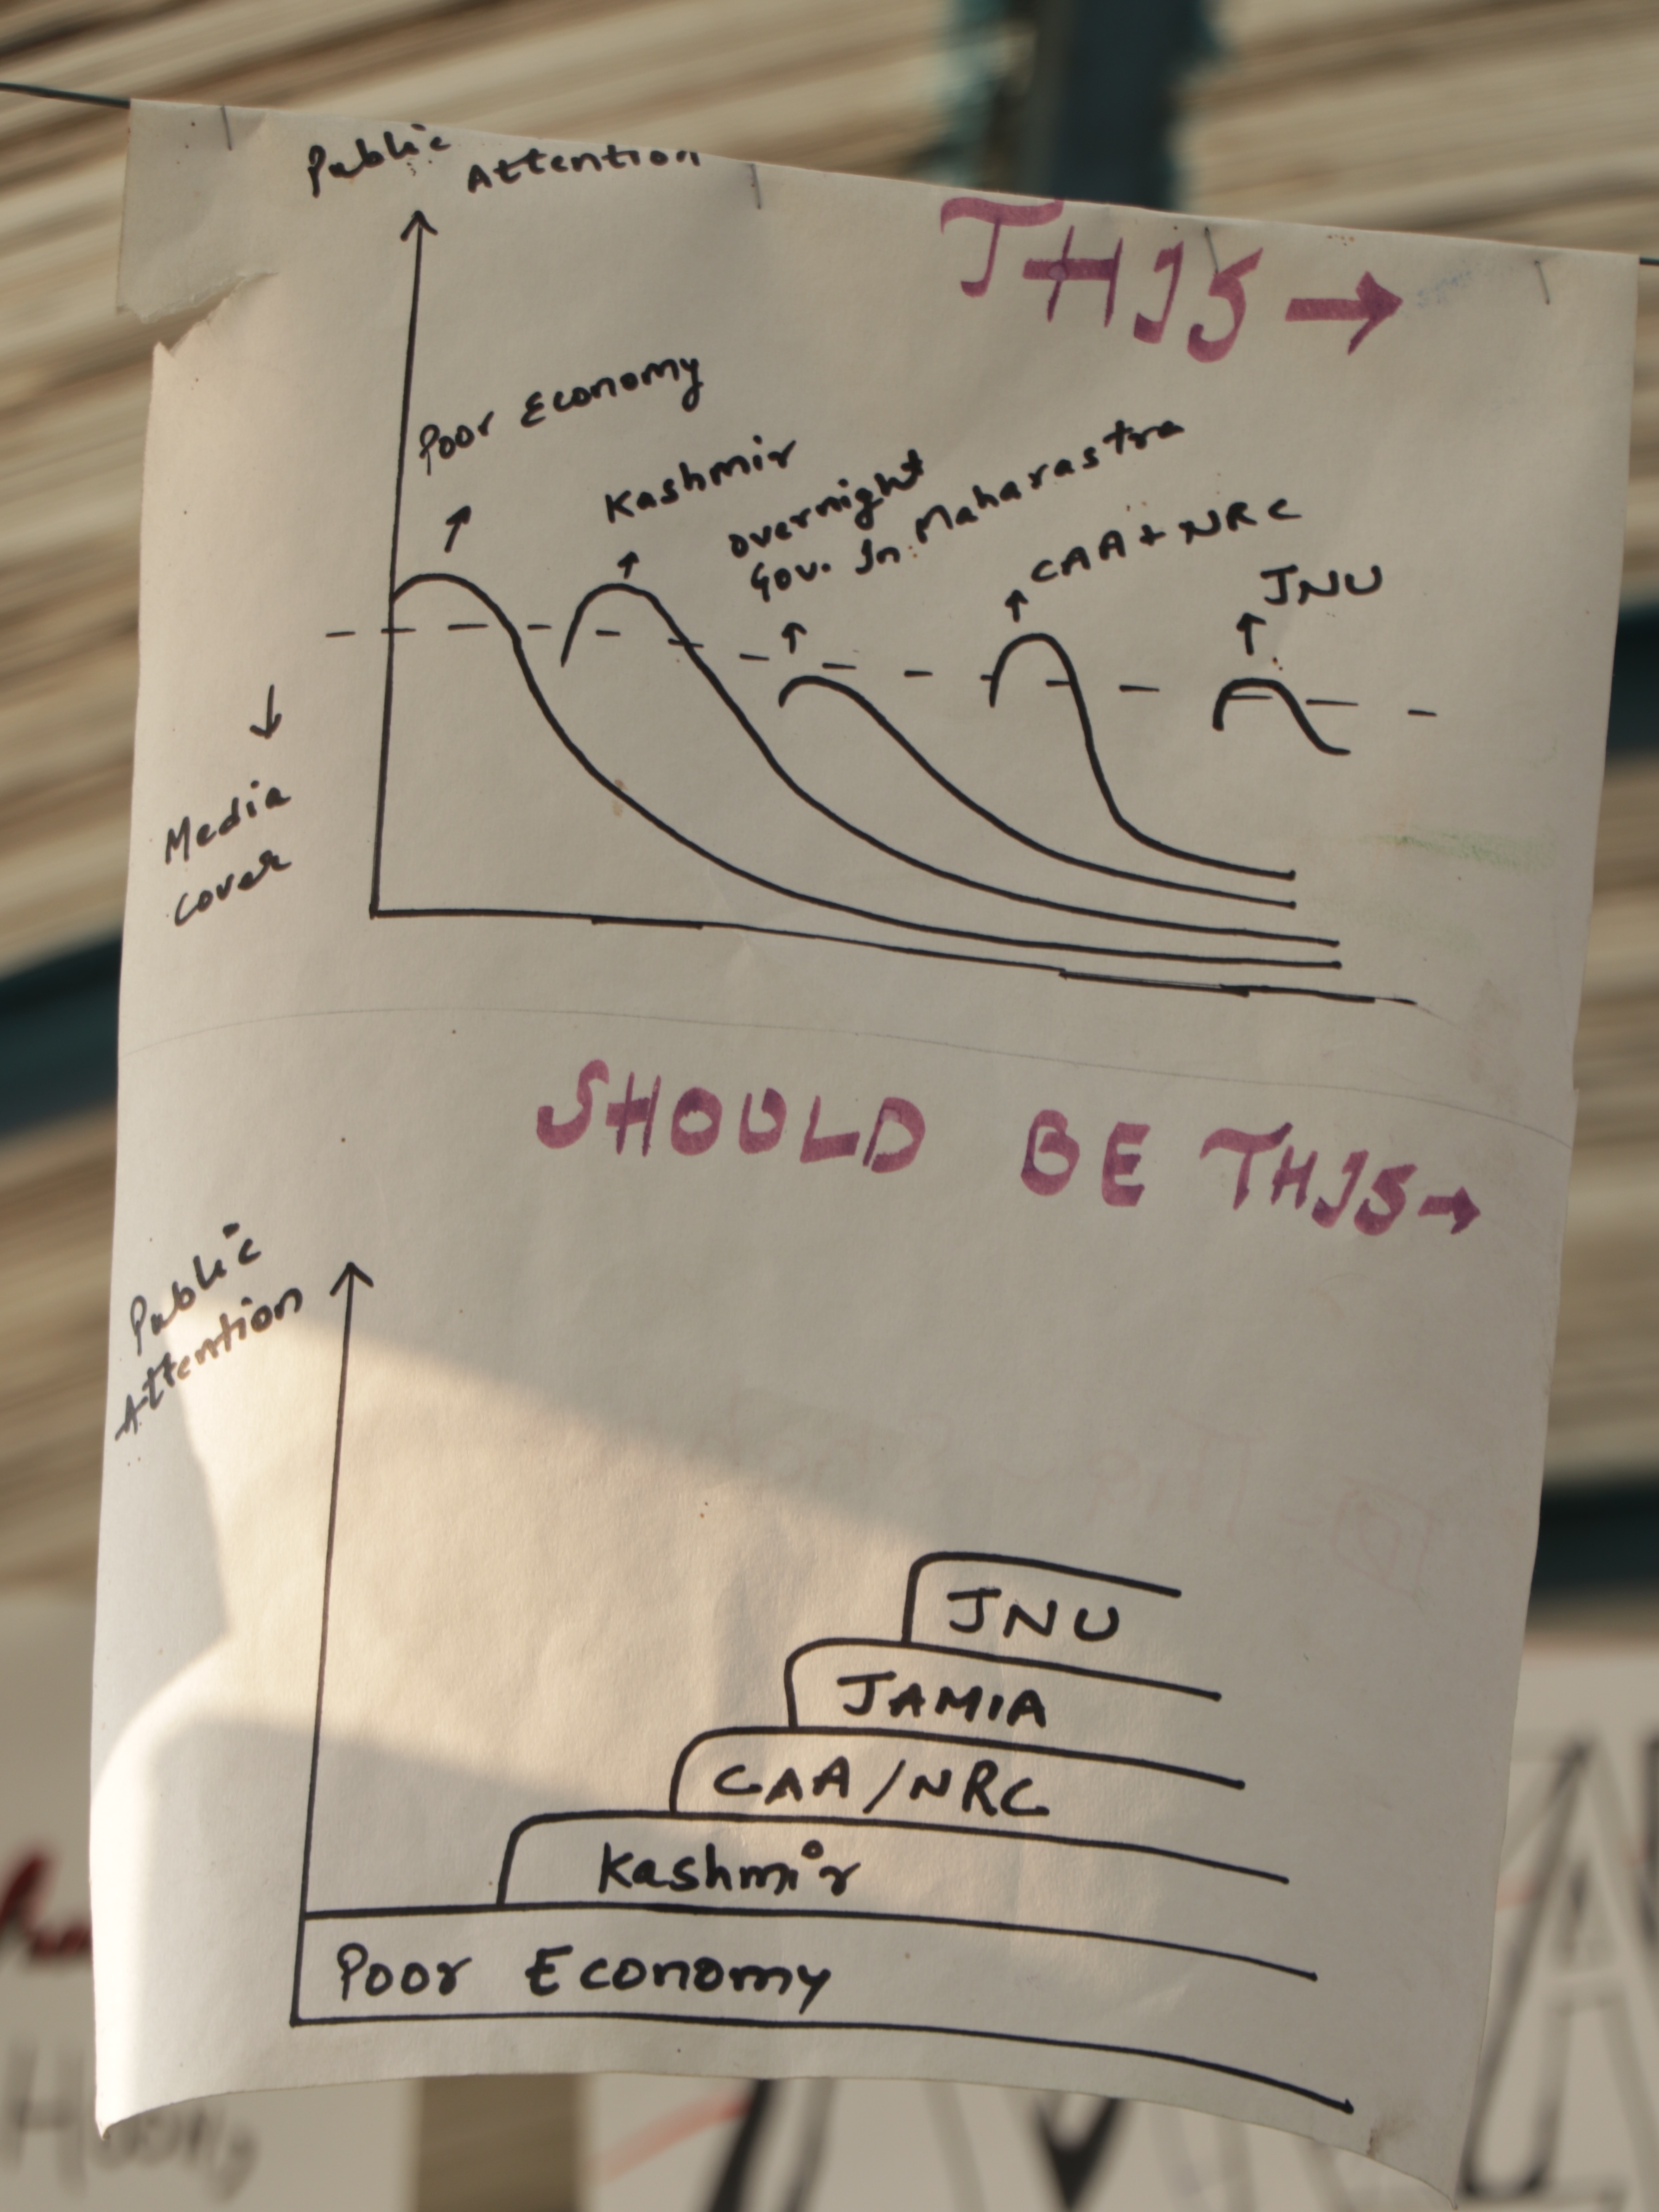 Public Attention
THIS →
Poor Economy
Kashmir
overnight
Gov. In Maharastra
CAA + NRC
JNU
Media
cover
SHOULD BE THIS →
Public
Attention
JNU
JAMIA
CAA/NRC
Kashmir
Poor Economy